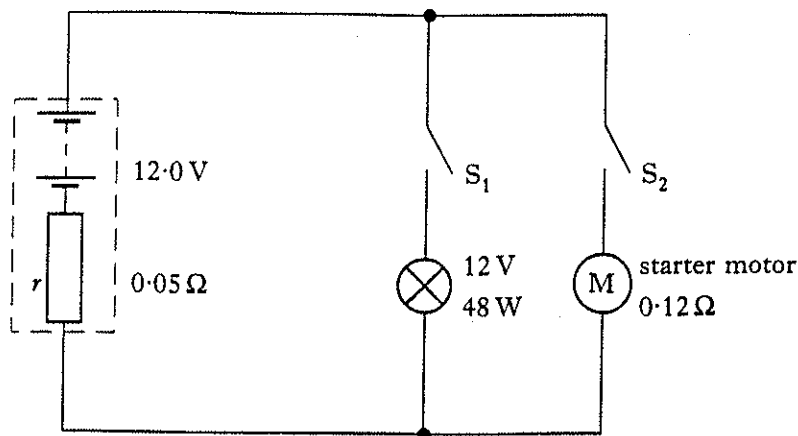 12·0 V
r
0·05 Ω
S₁
S₂
12 V
48 W
M
starter motor
0·12 Ω